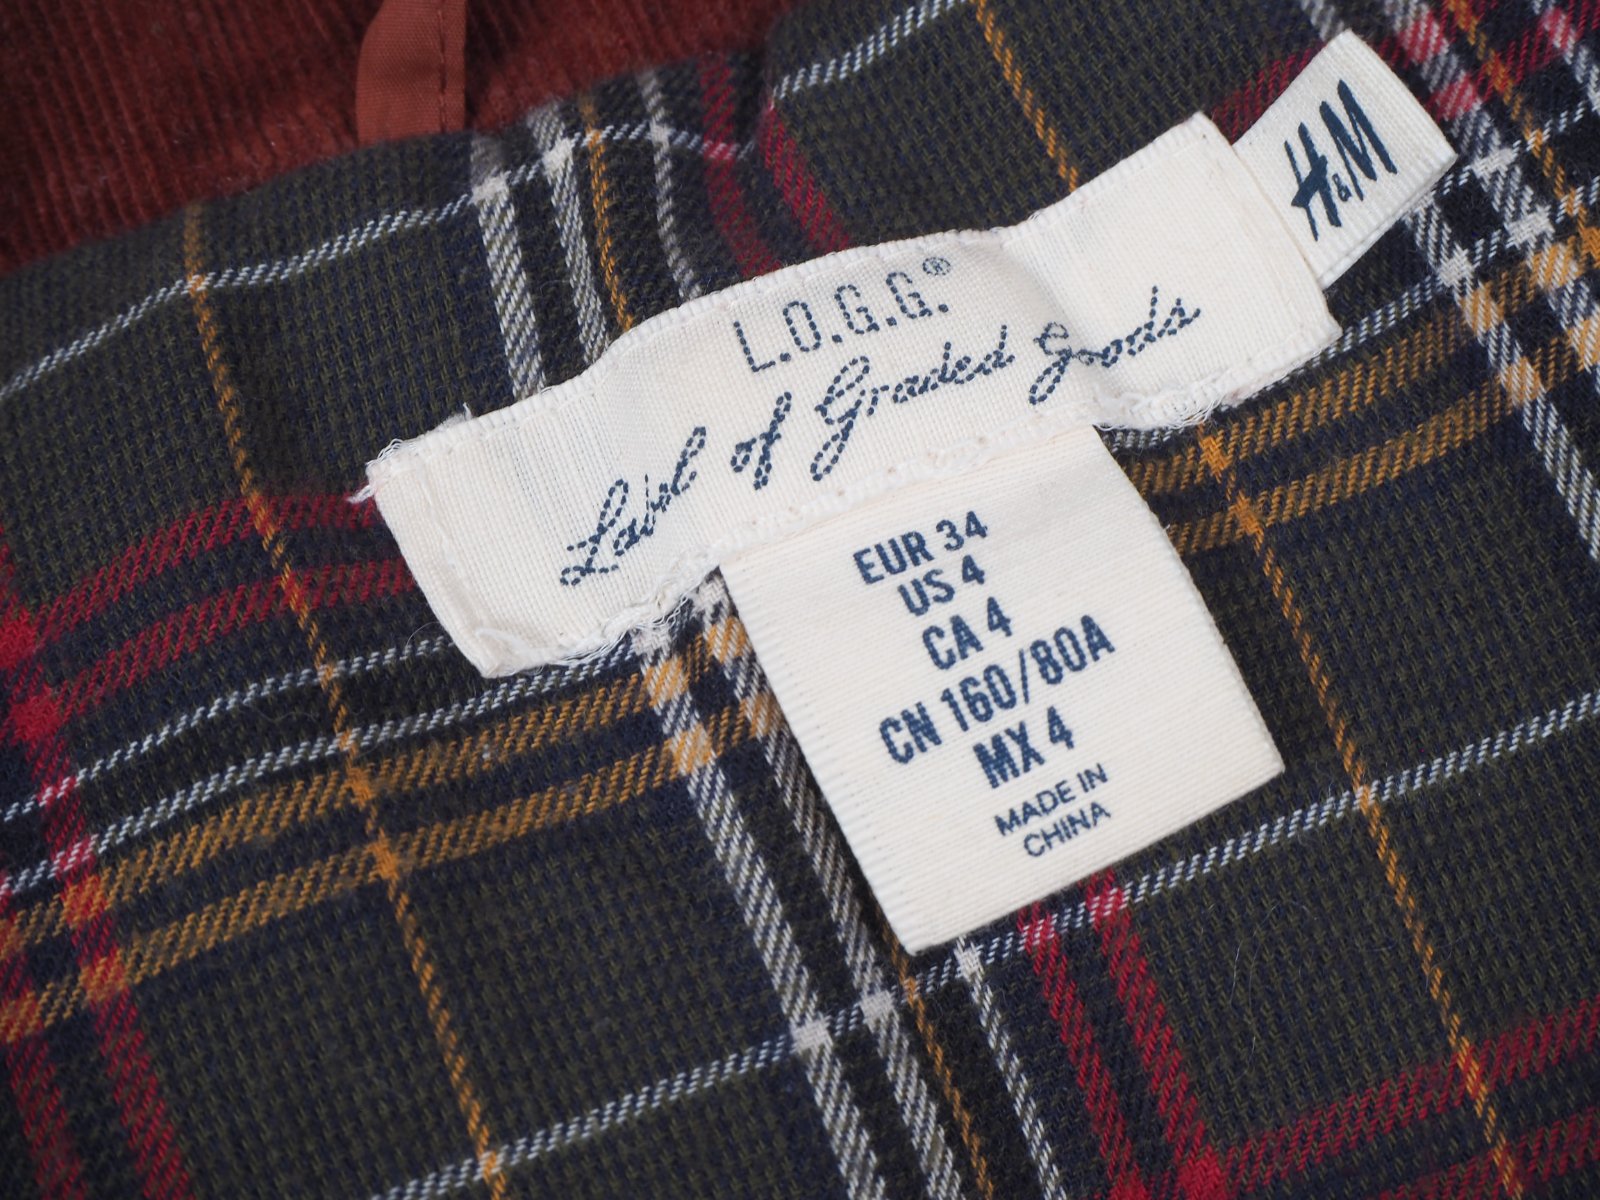 H&M
L.O.G.G.®
Label of Graded Goods
EUR 34
US 4
CA 4
CN 160/80A
MX 4
MADE IN
CHINA